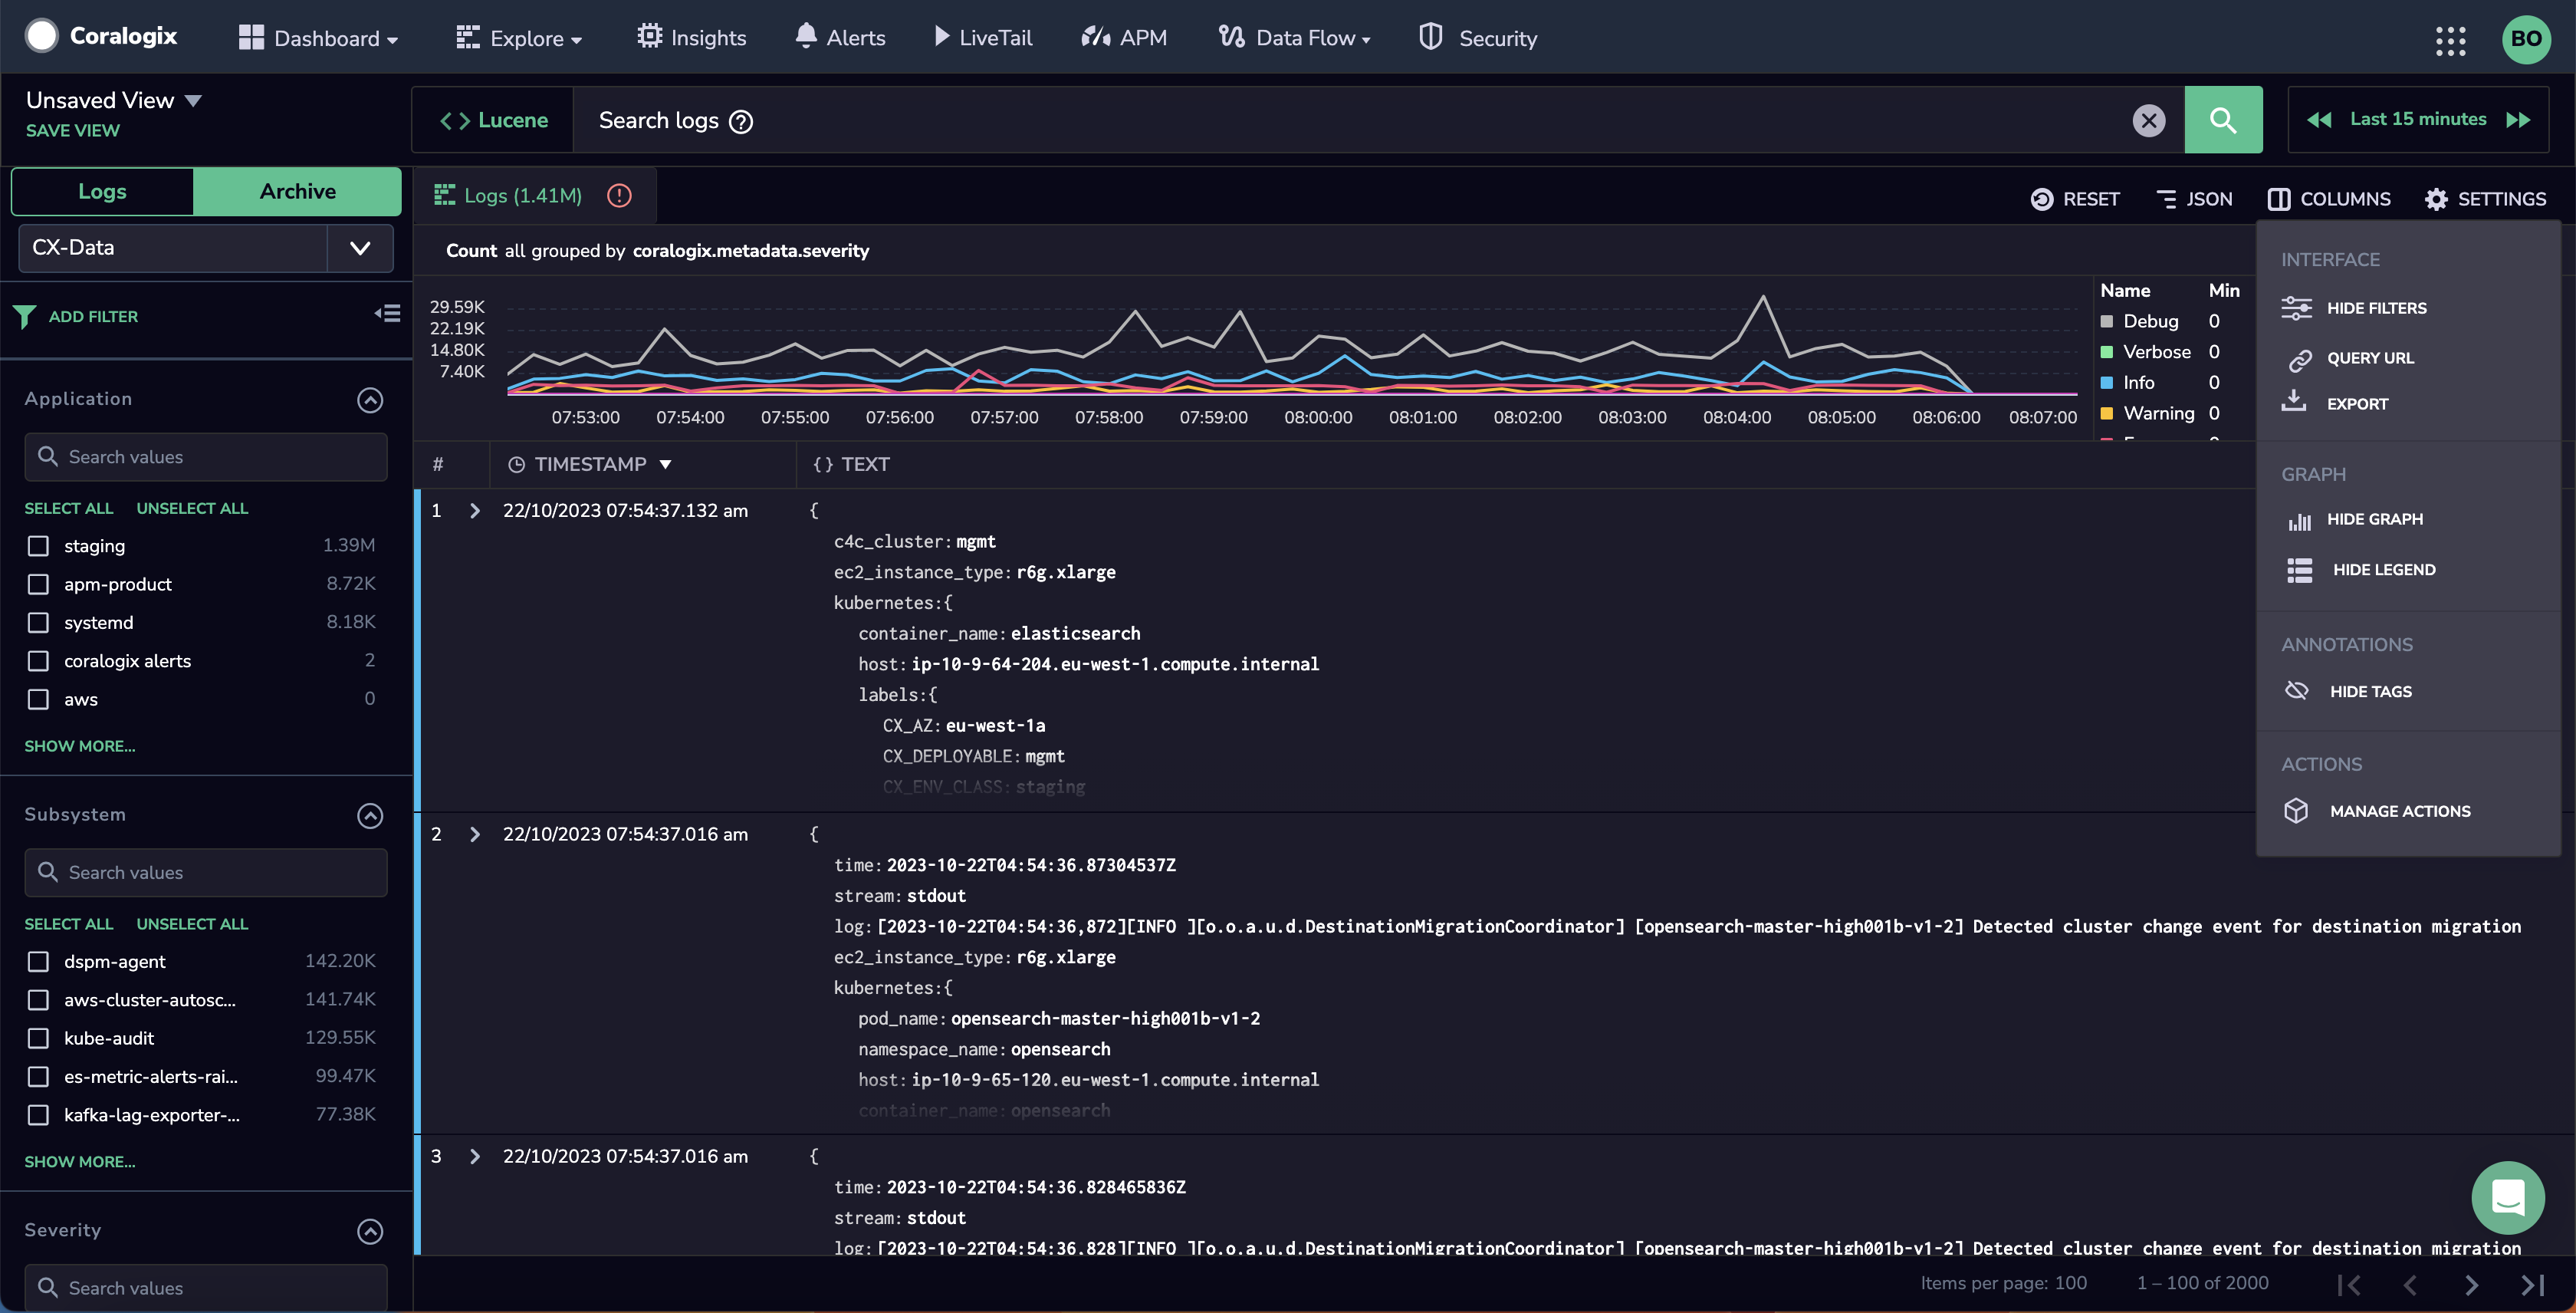 Coralogix
Dashboard
Explore
Insights
Alerts
LiveTail
APM
Data Flow
Security
BO
Unsaved View
SAVE VIEW
<> Lucene
Search logs ?
Last 15 minutes
Logs
Archive
CX-Data
ADD FILTER
Logs (1.41M)
RESET
JSON
COLUMNS
SETTINGS
Count all grouped by coralogix.metadata.severity
29.59K
22.19K
14.80K
7.40K
07:53:00 07:54:00 07:55:00 07:56:00 07:57:00 07:58:00 07:59:00 08:00:00 08:01:00 08:02:00 08:03:00 08:04:00 08:05:00 08:06:00 08:07:00
Name Min
Debug 0
Verbose 0
Info 0
Warning 0
INTERFACE
HIDE FILTERS
QUERY URL
EXPORT
GRAPH
HIDE GRAPH
HIDE LEGEND
ANNOTATIONS
HIDE TAGS
ACTIONS
MANAGE ACTIONS
Application
Search values
SELECT ALL UNSELECT ALL
staging 1.39M
apm-product 8.72K
systemd 8.18K
coralogix alerts 2
aws 0
SHOW MORE...
Subsystem
Search values
SELECT ALL UNSELECT ALL
dspm-agent 142.20K
aws-cluster-autosc... 141.74K
kube-audit 129.55K
es-metric-alerts-rai... 99.47K
kafka-lag-exporter-... 77.38K
SHOW MORE...
Severity
Search values
# TIMESTAMP {} TEXT
1 22/10/2023 07:54:37.132 am {
c4c_cluster: mgmt
ec2_instance_type: r6g.xlarge
kubernetes:{
container_name: elasticsearch
host: ip-10-9-64-204.eu-west-1.compute.internal
labels:{
CX_AZ: eu-west-1a
CX_DEPLOYABLE: mgmt
CX_ENV_CLASS: staging
2 22/10/2023 07:54:37.016 am {
time: 2023-10-22T04:54:36.87304537Z
stream: stdout
log: [2023-10-22T04:54:36,872][INFO ][o.o.a.u.d.DestinationMigrationCoordinator] [opensearch-master-high001b-v1-2] Detected cluster change event for destination migration
ec2_instance_type: r6g.xlarge
kubernetes:{
pod_name: opensearch-master-high001b-v1-2
namespace_name: opensearch
host: ip-10-9-65-120.eu-west-1.compute.internal
container_name: opensearch
3 22/10/2023 07:54:37.016 am {
time: 2023-10-22T04:54:36.828465836Z
stream: stdout
log: [2023-10-22T04:54:36,828][INFO ][o.o.a.u.d.DestinationMigrationCoordinator] [opensearch-master-high001b-v1-2] Detected cluster change event for destination migration
Items per page: 100 1 – 100 of 2000